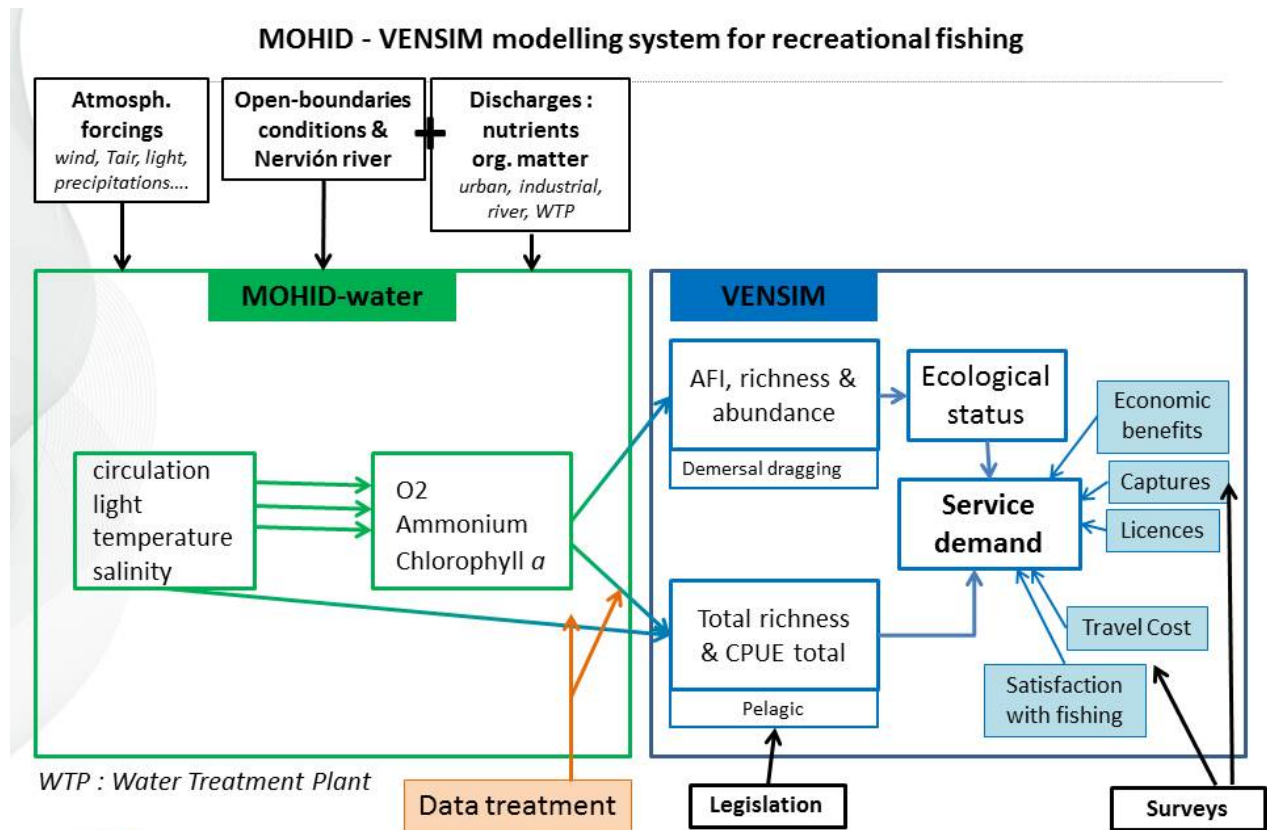 MOHID - VENSIM modelling system for recreational fishing
Atmosph.
forcings
wind, Tair, light,
precipitations....
Open-boundaries
conditions &
Nervión river
+
Discharges :
nutrients
org. matter
urban, industrial,
river, WTP
MOHID-water
circulation
light
temperature
salinity
O2
Ammonium
Chlorophyll a
VENSIM
AFI, richness &
abundance
Demersal dragging
Ecological
status
Economic
benefits
Captures
Licences
Service
demand
Total richness
& CPUE total
Pelagic
Travel Cost
Satisfaction
with fishing
WTP : Water Treatment Plant
Data treatment
Legislation
Surveys